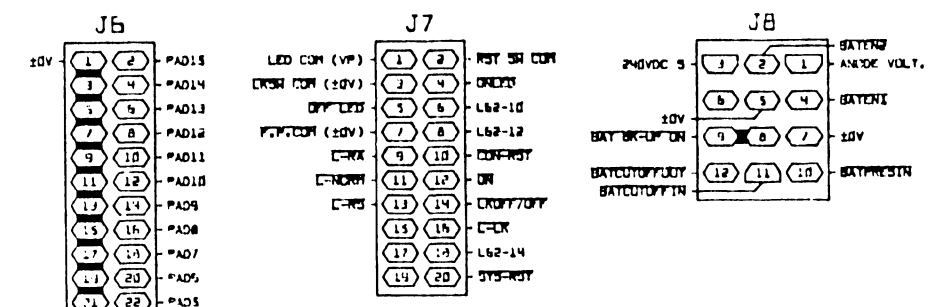 J6
±0V 1 2 PAD15
3 4 PAD14
5 6 PAD13
7 8 PAD12
9 10 PAD11
11 12 PAD10
13 14 PAD9
15 16 PAD8
17 18 PAD7
19 20 PAD6
21 22 PAD5
J7
LED COM (VP) 1 2 RST SW COM
LKSW COM (±0V) 3 4 ONLED
OFF LED 5 6 L62-10
F.P.COM (±0V) 7 8 L62-12
C-RA 9 10 CON-RST
C-NORM 11 12 ON
C-RS 13 14 LKOFF/OFF
15 16 C-LK
17 18 L62-14
19 20 SYS-RST
J8
BATEN2
240VDC S 3 2 1 ANODE VOLT.
6 5 4 BATEN1
±0V
BAT BK-UP ON 9 8 7 ±0V
BATCUTOFFOUT 12 11 10 BATPRESIN
BATCUTOFFIN